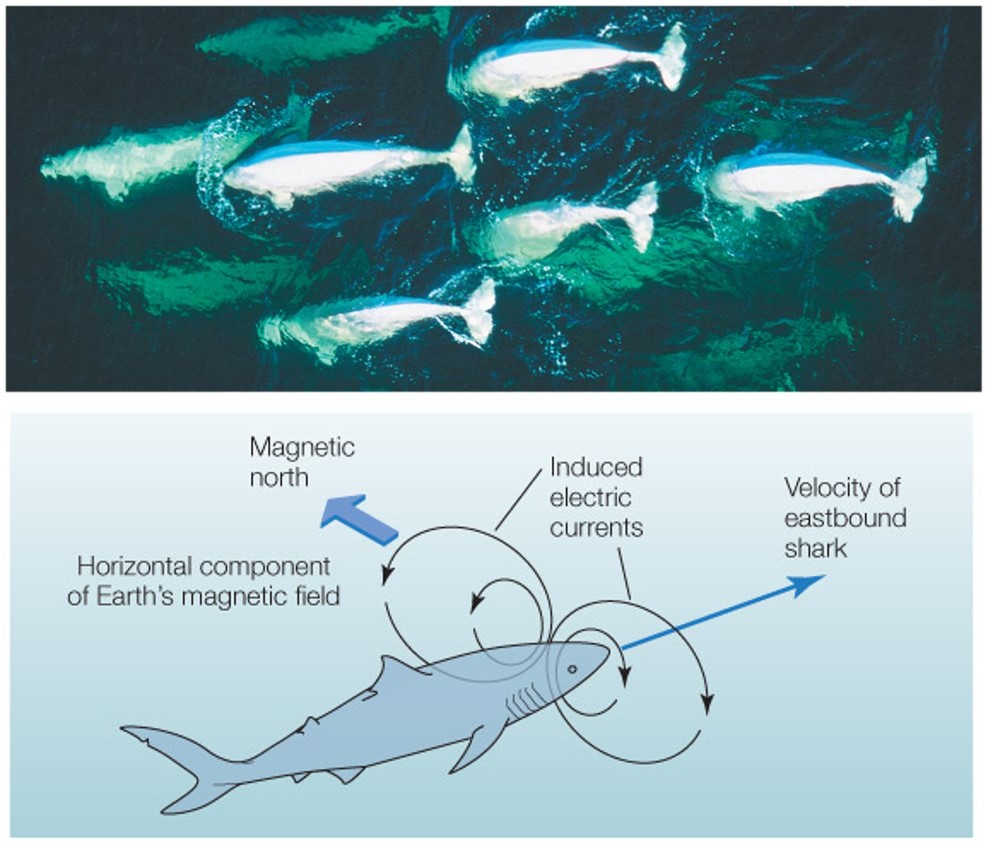 Magnetic
north
Induced
electric
currents
Velocity of
eastbound
shark
Horizontal component
of Earth's magnetic field